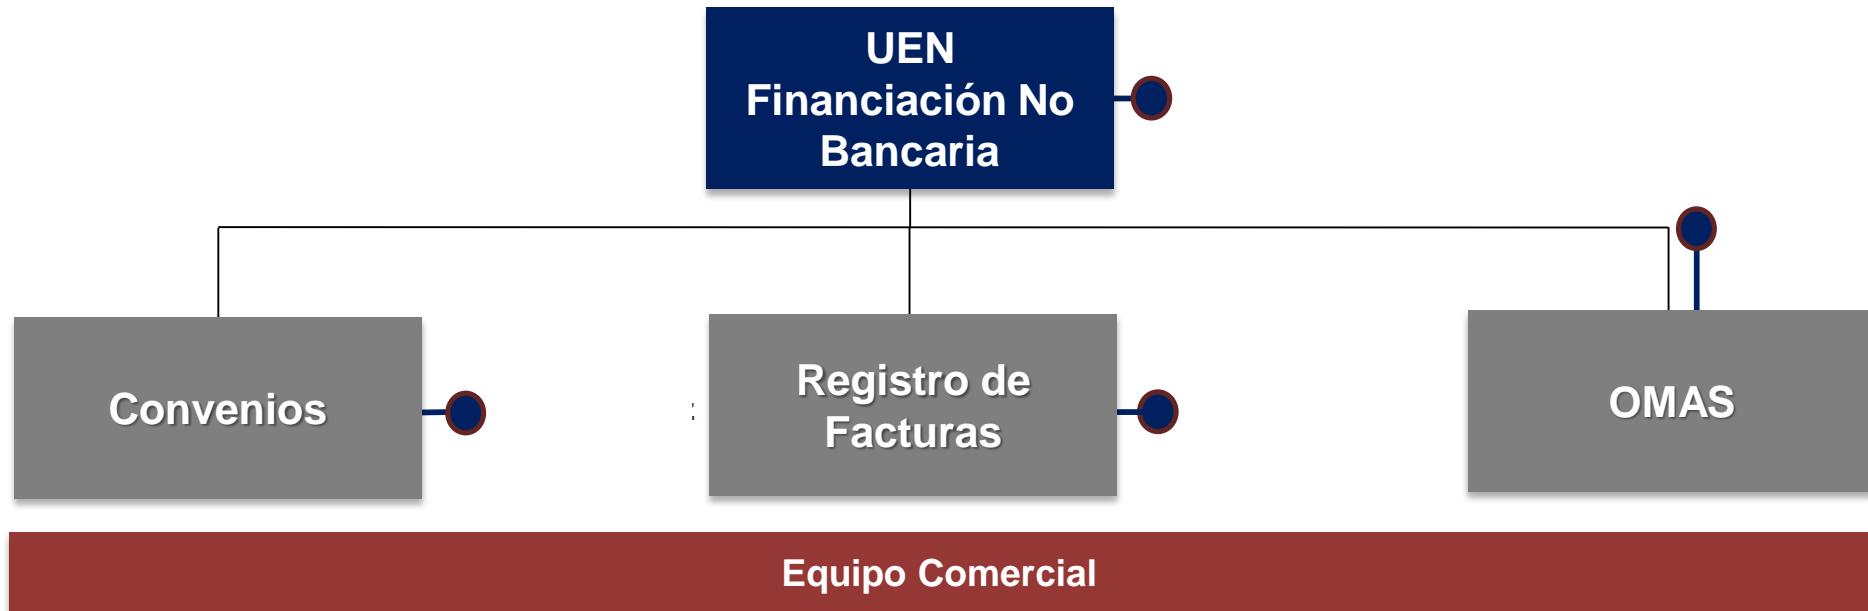 UEN
Financiación No
Bancaria
Convenios
:
Registro de
Facturas
OMAS
Equipo Comercial